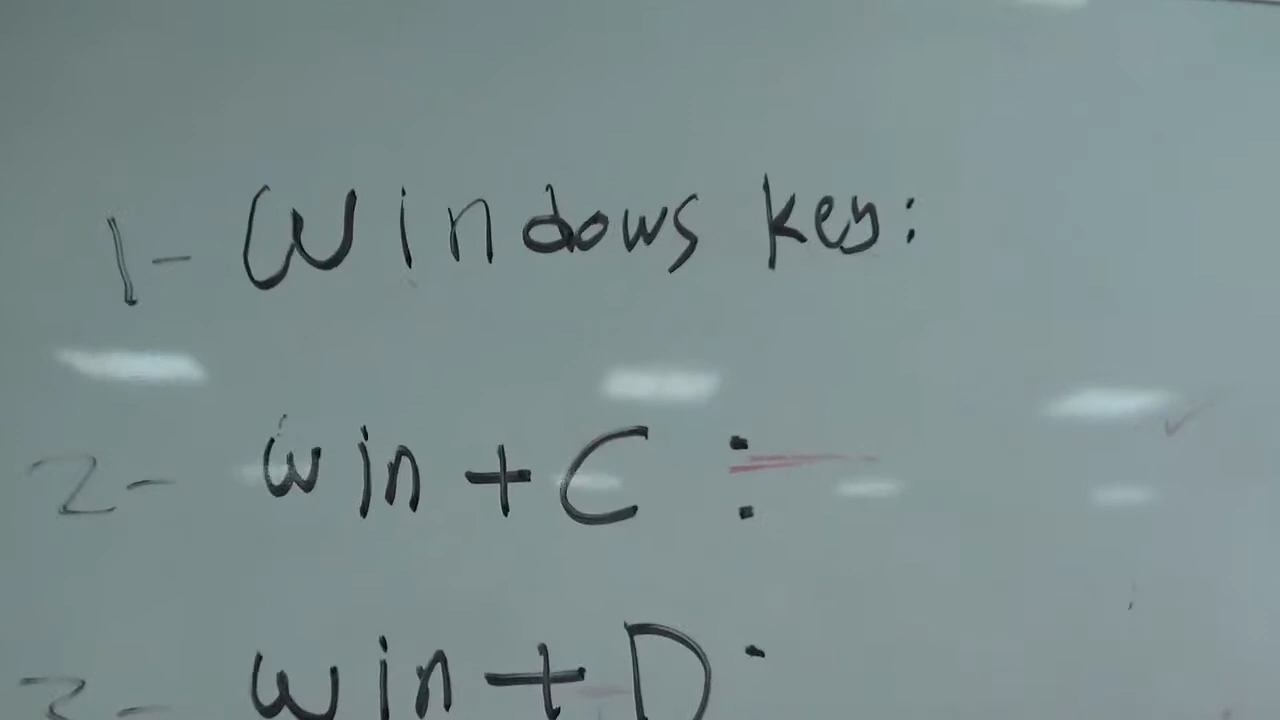 1- Windows key:
2- win + C :
3- win + D :